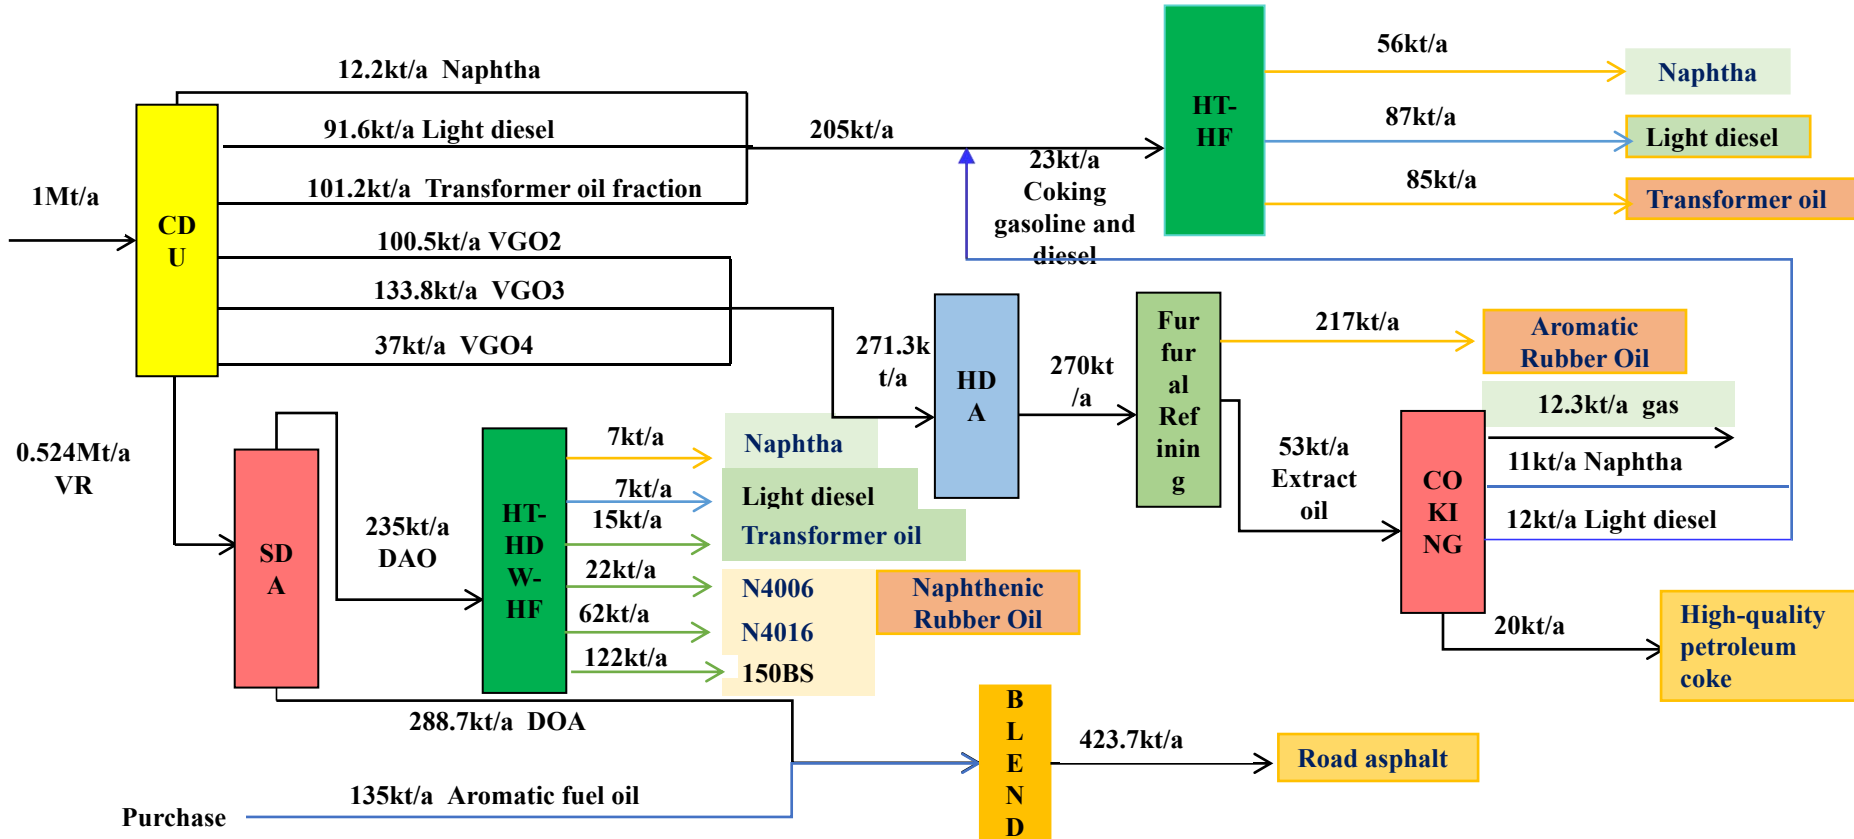 12.2kt/a Naphtha
91.6kt/a Light diesel
101.2kt/a Transformer oil fraction
1Mt/a
CD
U
100.5kt/a VGO2
133.8kt/a VGO3
37kt/a VGO4
205kt/a
23kt/a
Coking
gasoline and
diesel
HT-
HF
56kt/a
Naphtha
87kt/a
Light diesel
85kt/a
Transformer oil
271.3k
t/a
HD
A
270kt
/a
Fur
fur
al
Ref
inin
g
217kt/a
Aromatic
Rubber Oil
53kt/a
Extract
oil
CO
KI
NG
12.3kt/a gas
11kt/a Naphtha
12kt/a Light diesel
20kt/a
High-quality
petroleum
coke
0.524Mt/a
VR
SD
A
235kt/a
DAO
HT-
HD
W-
HF
7kt/a
Naphtha
7kt/a
Light diesel
15kt/a
Transformer oil
22kt/a
N4006
62kt/a
N4016
122kt/a
150BS
Naphthenic
Rubber Oil
288.7kt/a DOA
135kt/a Aromatic fuel oil
Purchase
B
L
E
N
D
423.7kt/a
Road asphalt